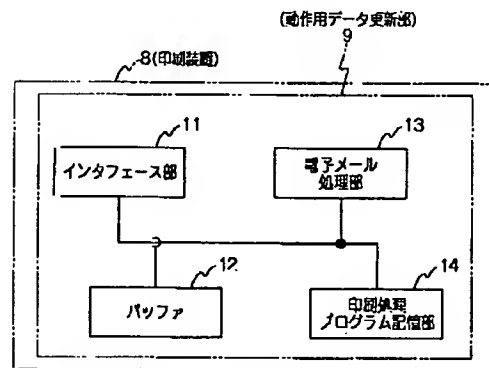 (動作用データ更新部)
9
8(印刷装置)
11
インタフェース部
13
電子メール
処理部
12
バッファ
14
印刷処理
プログラム記憶部